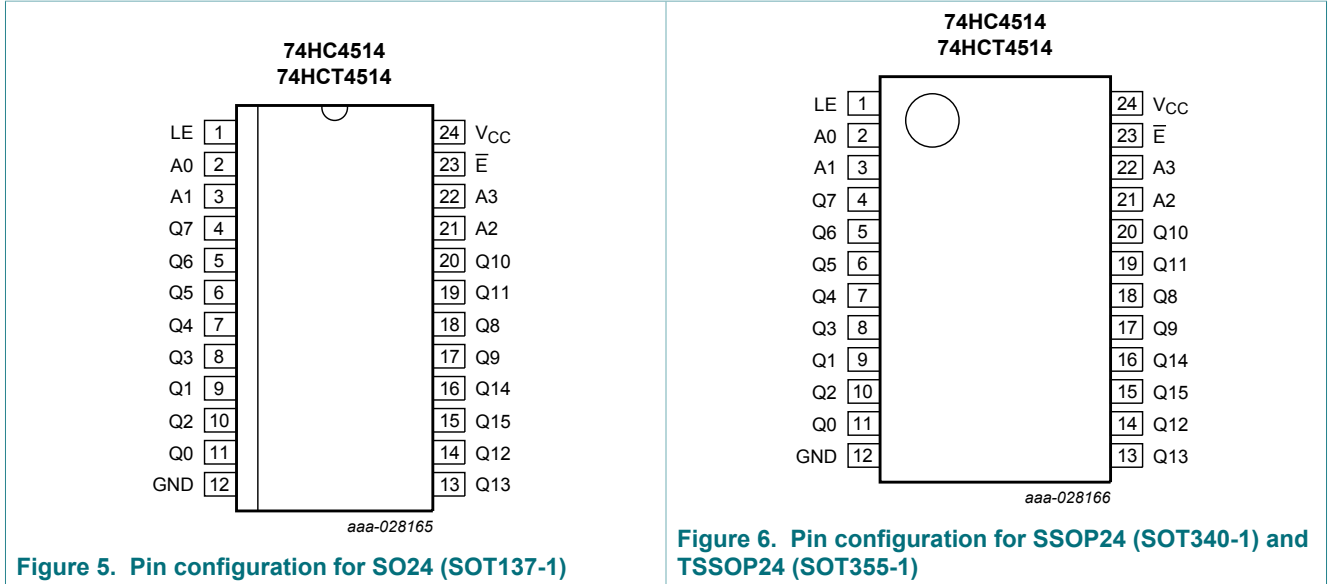 74HC4514
74HCT4514
LE 1 24 VCC
A0 2 23 E̅
A1 3 22 A3
Q7 4 21 A2
Q6 5 20 Q10
Q5 6 19 Q11
Q4 7 18 Q8
Q3 8 17 Q9
Q1 9 16 Q14
Q2 10 15 Q15
Q0 11 14 Q12
GND 12 13 Q13
aaa-028165
Figure 5. Pin configuration for SO24 (SOT137-1)
74HC4514
74HCT4514
LE 1 24 VCC
A0 2 23 E̅
A1 3 22 A3
Q7 4 21 A2
Q6 5 20 Q10
Q5 6 19 Q11
Q4 7 18 Q8
Q3 8 17 Q9
Q1 9 16 Q14
Q2 10 15 Q15
Q0 11 14 Q12
GND 12 13 Q13
aaa-028166
Figure 6. Pin configuration for SSOP24 (SOT340-1) and
TSSOP24 (SOT355-1)